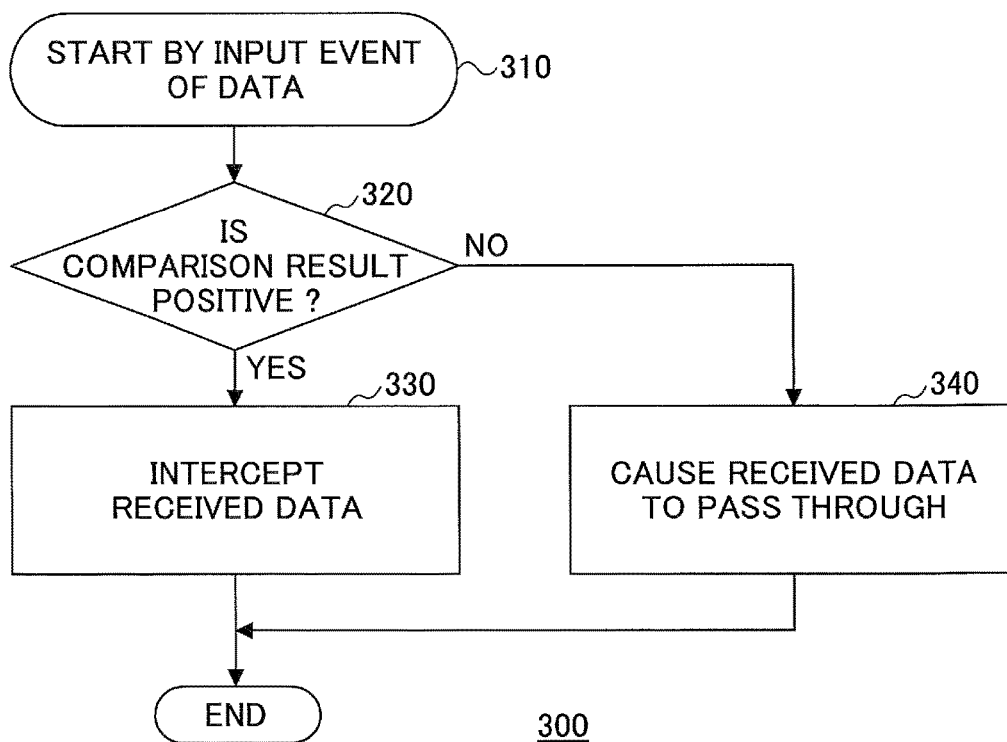 START BY INPUT EVENT
OF DATA
310
320
IS
COMPARISON RESULT
POSITIVE ?
NO
YES
330
INTERCEPT
RECEIVED DATA
340
CAUSE RECEIVED DATA
TO PASS THROUGH
END
300